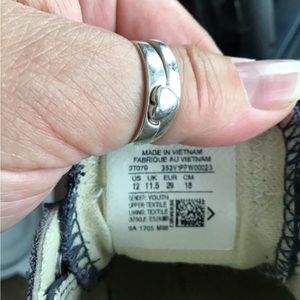 MADE IN VIETNAM
FABRIQUE AU VIETNAM
2T079
US UK EUR CM
12 11.5 29 18
GENDER: YOUTH
UPPER: TEXTILE
LINING: TEXTILE